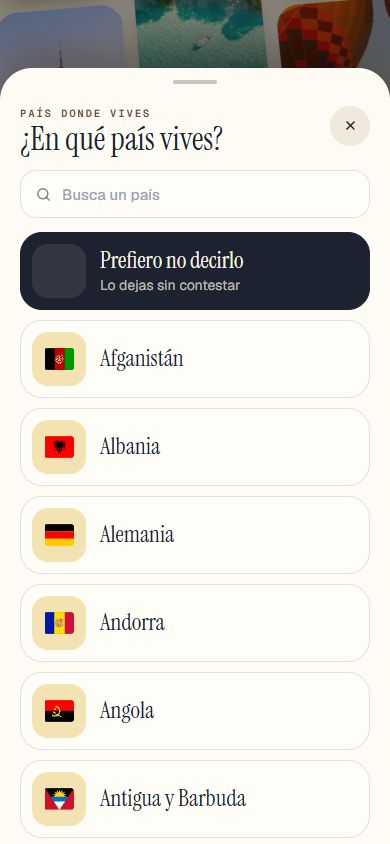 PAÍS DONDE VIVES
¿En qué país vives?
Busca un país
Prefiero no decirlo
Lo dejas sin contestar
Afganistán
Albania
Alemania
Andorra
Angola
Antigua y Barbuda